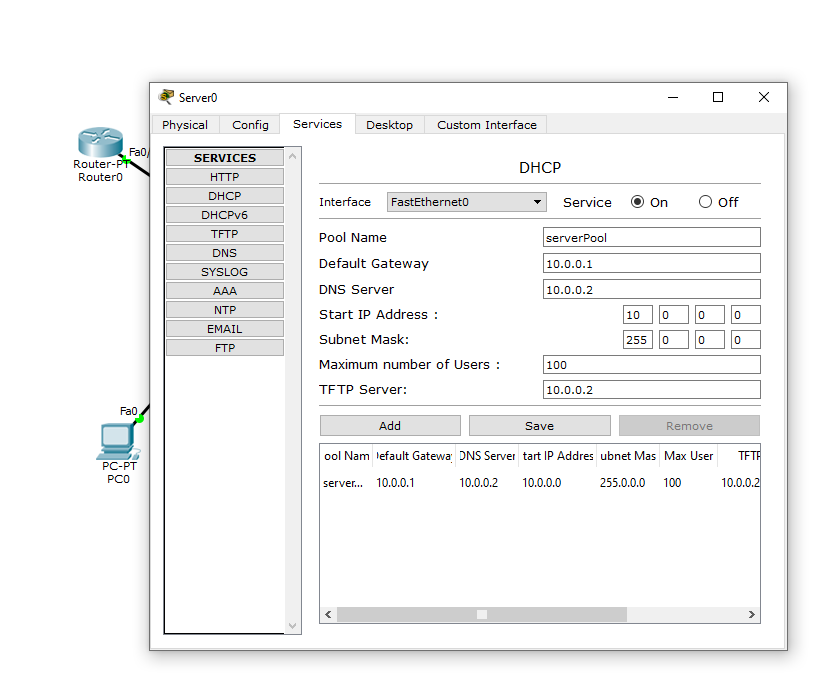 Server0
Physical Config Services Desktop Custom Interface
Fa0/
Router-PT
Router0
SERVICES
HTTP
DHCP
DHCPv6
TFTP
DNS
SYSLOG
AAA
NTP
EMAIL
FTP
DHCP
Interface FastEthernet0 Service On Off
Pool Name serverPool
Default Gateway 10.0.0.1
DNS Server 10.0.0.2
Start IP Address : 10 0 0 0
Subnet Mask: 255 0 0 0
Maximum number of Users : 100
TFTP Server: 10.0.0.2
Add Save Remove
ool Nam efault Gateway DNS Server tart IP Addres ubnet Mas Max User TFTP
server... 10.0.0.1 10.0.0.2 10.0.0.0 255.0.0.0 100 10.0.0.2
Fa0
PC-PT
PC0